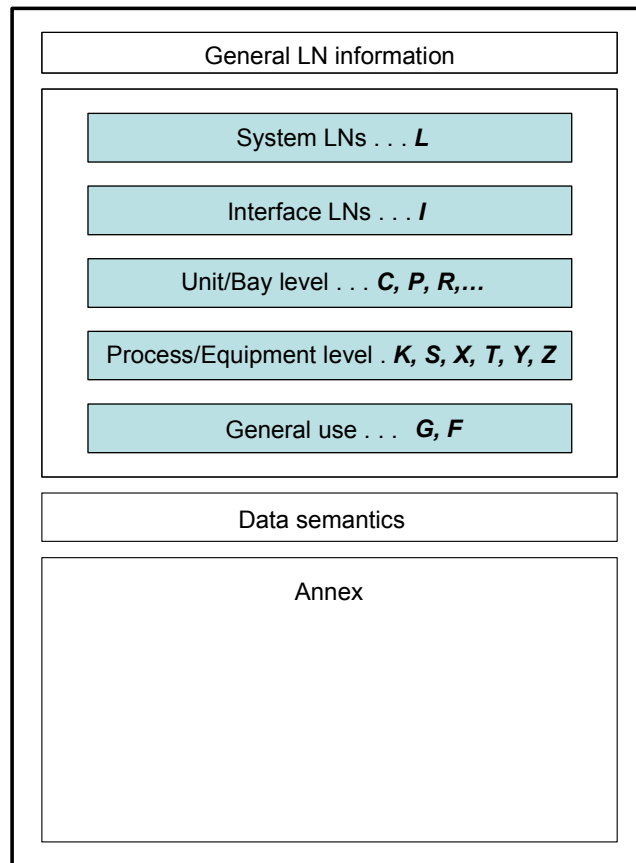 General LN information
System LNs . . . L
Interface LNs . . . I
Unit/Bay level . . . C, P, R,...
Process/Equipment level . K, S, X, T, Y, Z
General use . . . G, F
Data semantics
Annex